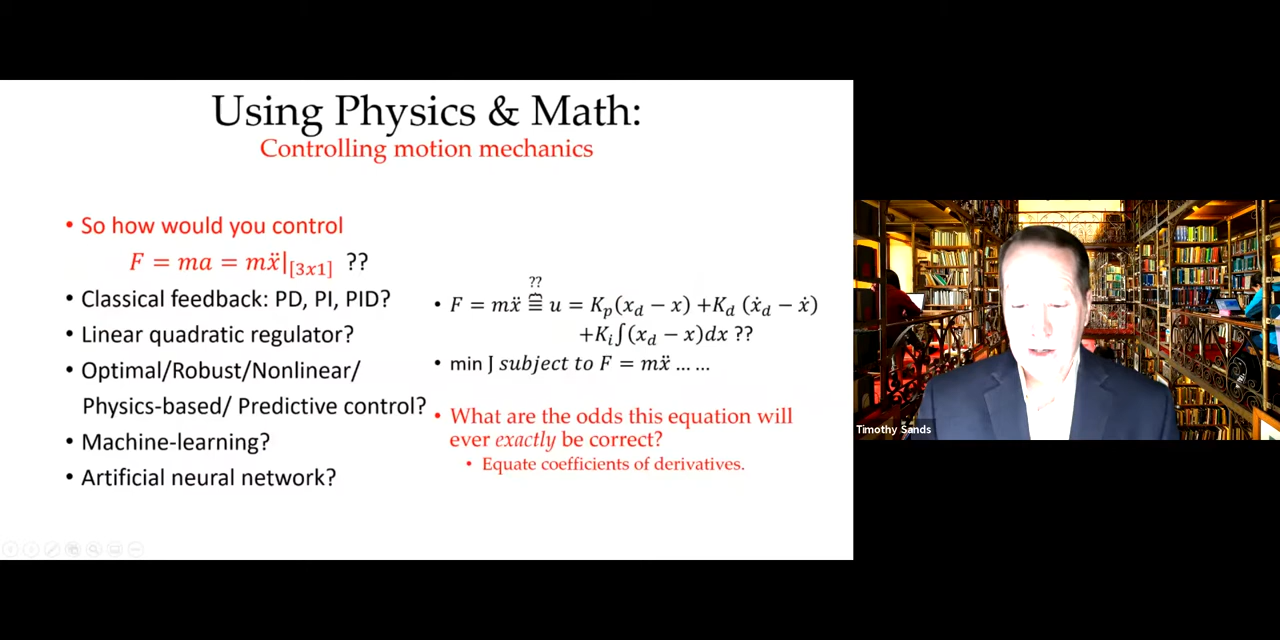 Using Physics & Math:
Controlling motion mechanics
• So how would you control
F = ma = mẍ|[3x1] ??
• Classical feedback: PD, PI, PID?
• Linear quadratic regulator?
• Optimal/Robust/Nonlinear/
Physics-based/ Predictive control?
• Machine-learning?
• Artificial neural network?
??
• F = mẍ ≘ u = Kp(xd − x) +Kd (ẋd − ẋ)
+Ki∫(xd − x)dx ??
• min J subject to F = mẍ … …
• What are the odds this equation will
ever exactly be correct?
• Equate coefficients of derivatives.
Timothy Sands